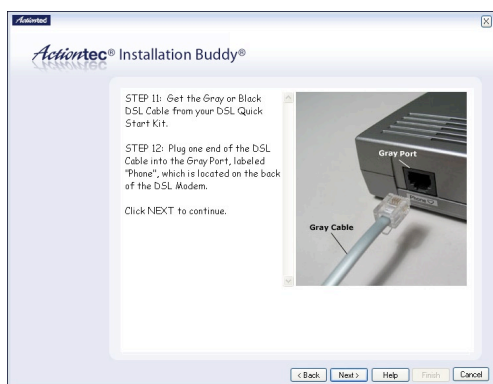 Actiontec
Actiontec® Installation Buddy®
STEP 11: Get the Gray or Black
DSL Cable from your DSL Quick
Start Kit.
STEP 12: Plug one end of the DSL
Cable into the Gray Port, labeled
"Phone", which is located on the back
of the DSL Modem.
Click NEXT to continue.
Gray Port
Gray Cable
< Back
Next >
Help
Finish
Cancel